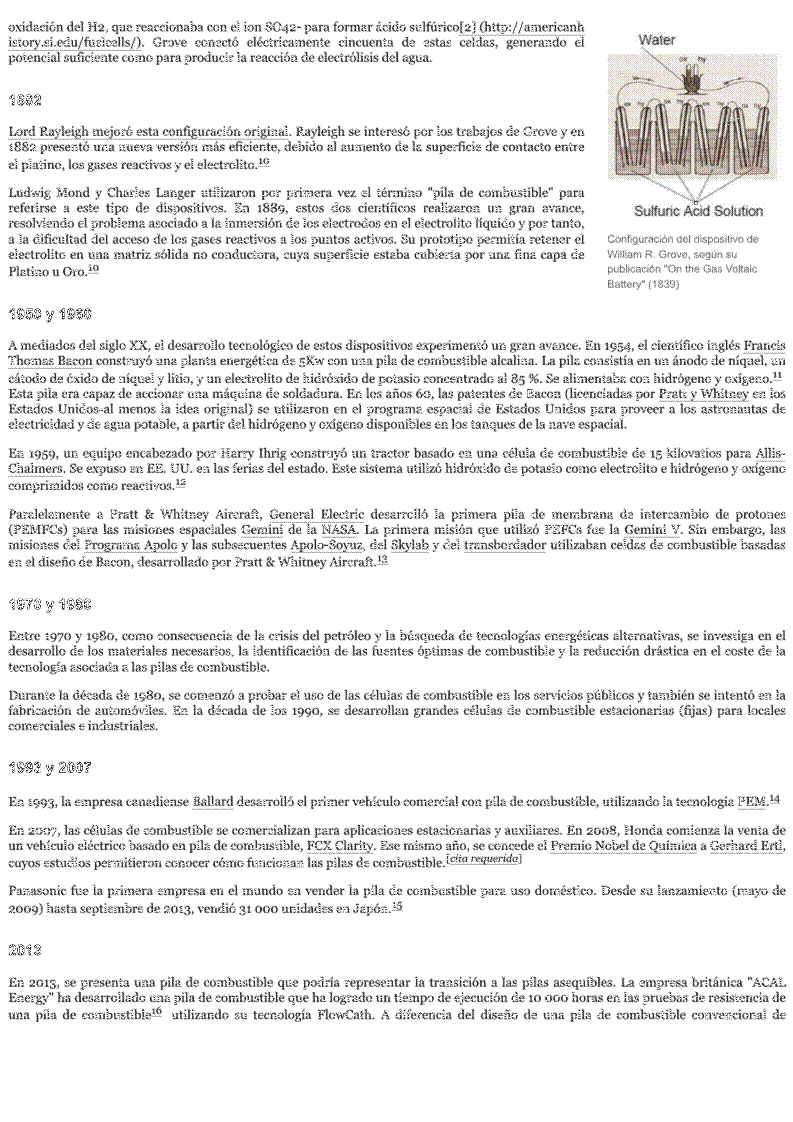 oxidación del H2, que reaccionaba con el ion SO42- para formar ácido sulfúrico[2] (http://americanh
istory.si.edu/fuelcells/). Grove conectó eléctricamente cincuenta de estas celdas, generando el
potencial suficiente como para producir la reacción de electrólisis del agua.
Water
ox hy
ox hy ox hy ox hy ox hy
Sulfuric Acid Solution
Configuración del dispositivo de
William R. Grove, según su
publicación "On the Gas Voltaic
Battery" (1839)
1882
Lord Rayleigh mejoró esta configuración original. Rayleigh se interesó por los trabajos de Grove y en
1882 presentó una nueva versión más eficiente, debido al aumento de la superficie de contacto entre
el platino, los gases reactivos y el electrolito.10
Ludwig Mond y Charles Langer utilizaron por primera vez el término "pila de combustible" para
referirse a este tipo de dispositivos. En 1889, estos dos científicos realizaron un gran avance,
resolviendo el problema asociado a la inmersión de los electrodos en el electrolito líquido y por tanto,
a la dificultad del acceso de los gases reactivos a los puntos activos. Su prototipo permitía retener el
electrolito en una matriz sólida no conductora, cuya superficie estaba cubierta por una fina capa de
Platino u Oro.10
1950 y 1960
A mediados del siglo XX, el desarrollo tecnológico de estos dispositivos experimentó un gran avance. En 1954, el científico inglés Francis
Thomas Bacon construyó una planta energética de 5Kw con una pila de combustible alcalina. La pila consistía en un ánodo de níquel, un
cátodo de óxido de níquel y litio, y un electrolito de hidróxido de potasio concentrado al 85 %. Se alimentaba con hidrógeno y oxígeno.11
Esta pila era capaz de accionar una máquina de soldadura. En los años 60, las patentes de Bacon (licenciadas por Pratt y Whitney en los
Estados Unidos-al menos la idea original) se utilizaron en el programa espacial de Estados Unidos para proveer a los astronautas de
electricidad y de agua potable, a partir del hidrógeno y oxígeno disponibles en los tanques de la nave espacial.
En 1959, un equipo encabezado por Harry Ihrig construyó un tractor basado en una célula de combustible de 15 kilovatios para Allis-
Chalmers. Se expuso en EE. UU. en las ferias del estado. Este sistema utilizó hidróxido de potasio como electrolito e hidrógeno y oxígeno
comprimidos como reactivos.12
Paralelamente a Pratt & Whitney Aircraft, General Electric desarrolló la primera pila de membrana de intercambio de protones
(PEMFCs) para las misiones espaciales Gemini de la NASA. La primera misión que utilizó PEFCs fue la Gemini V. Sin embargo, las
misiones del Programa Apolo y las subsecuentes Apolo-Soyuz, del Skylab y del transbordador utilizaban celdas de combustible basadas
en el diseño de Bacon, desarrollado por Pratt & Whitney Aircraft.13
1970 y 1980
Entre 1970 y 1980, como consecuencia de la crisis del petróleo y la búsqueda de tecnologías energéticas alternativas, se investiga en el
desarrollo de los materiales necesarios, la identificación de las fuentes óptimas de combustible y la reducción drástica en el coste de la
tecnología asociada a las pilas de combustible.
Durante la década de 1980, se comenzó a probar el uso de las células de combustible en los servicios públicos y también se intentó en la
fabricación de automóviles. En la década de los 1990, se desarrollan grandes células de combustible estacionarias (fijas) para locales
comerciales e industriales.
1993 y 2007
En 1993, la empresa canadiense Ballard desarrolló el primer vehículo comercial con pila de combustible, utilizando la tecnología PEM.14
En 2007, las células de combustible se comercializan para aplicaciones estacionarias y auxiliares. En 2008, Honda comienza la venta de
un vehículo eléctrico basado en pila de combustible, FCX Clarity. Ese mismo año, se concede el Premio Nobel de Química a Gerhard Ertl,
cuyos estudios permitieron conocer cómo funcionan las pilas de combustible.[cita requerida]
Panasonic fue la primera empresa en el mundo en vender la pila de combustible para uso doméstico. Desde su lanzamiento (mayo de
2009) hasta septiembre de 2013, vendió 31 000 unidades en Japón.15
2013
En 2013, se presenta una pila de combustible que podría representar la transición a las pilas asequibles. La empresa británica "ACAL
Energy" ha desarrollado una pila de combustible que ha logrado un tiempo de ejecución de 10 000 horas en las pruebas de resistencia de
una pila de combustible16 utilizando su tecnología FlowCath. A diferencia del diseño de una pila de combustible convencional de